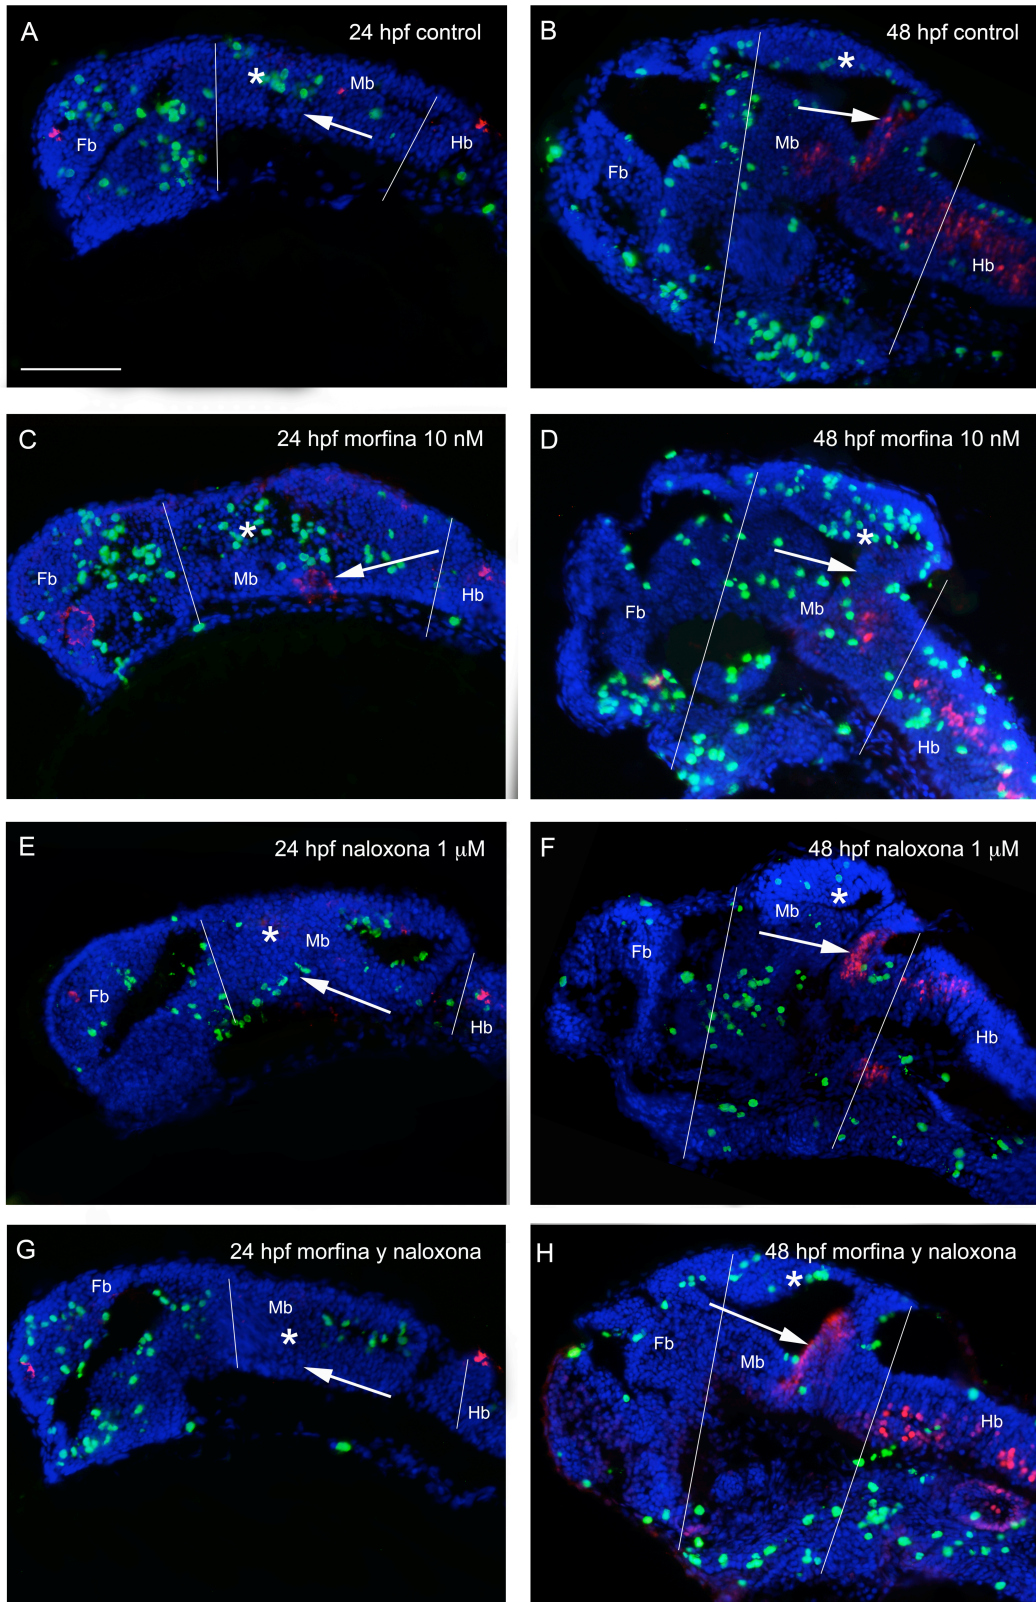 A 24 hpf control
* Mb
Fb Hb
B 48 hpf control
*
Mb
Fb
Hb
C 24 hpf morfina 10 nM
*
Fb Mb
Hb
D 48 hpf morfina 10 nM
*
Fb Mb
Hb
E 24 hpf naloxona 1 μM
* Mb
Fb
Hb
F 48 hpf naloxona 1 μM
*
Mb
Fb
Hb
G 24 hpf morfina y naloxona
Fb
Mb
*
Hb
H 48 hpf morfina y naloxona
*
Fb
Mb
Hb